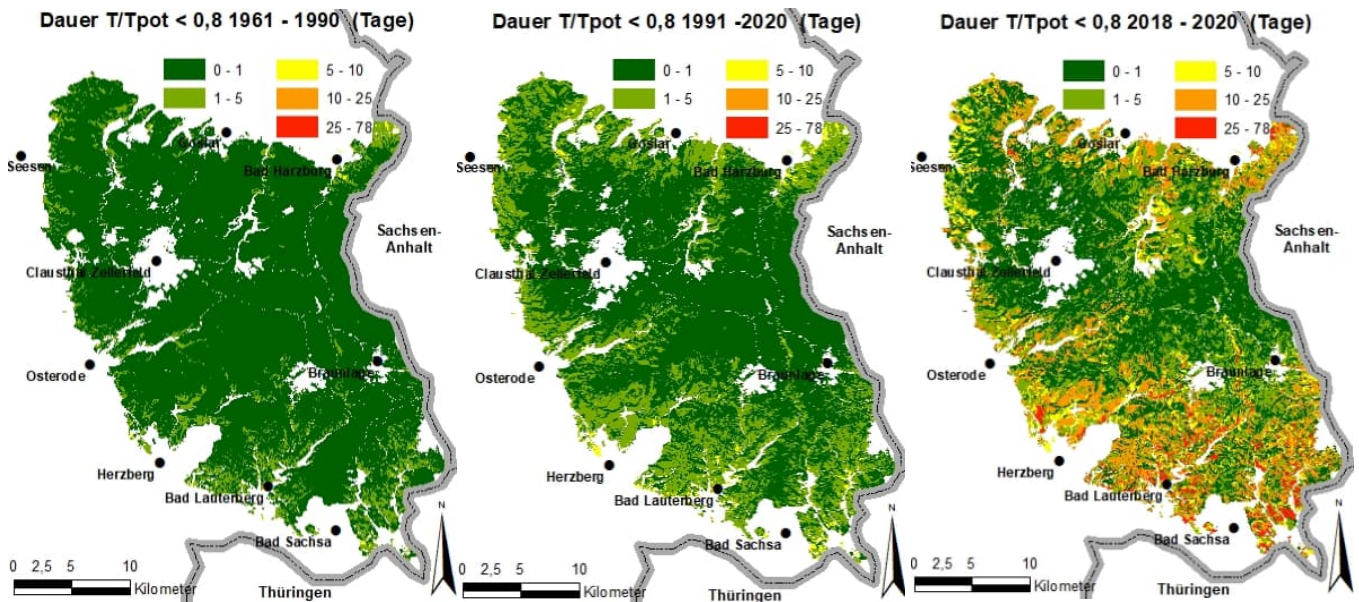 Dauer T/Tpot < 0,8 1961 - 1990 (Tage)
0 - 1
5 - 10
1 - 5
10 - 25
25 - 78
Goslar
Seesen
Bad Harzburg
Sachsen-
Anhalt
Clausthal Zellerfeld
Osterode
Braunlage
Herzberg
Bad Lauterberg
Bad Sachsa
N
0 2,5 5 10
Kilometer
Thüringen
Dauer T/Tpot < 0,8 1991 -2020 (Tage)
0 - 1
5 - 10
1 - 5
10 - 25
25 - 78
Goslar
Seesen
Bad Harzburg
Sachsen-
Anhalt
Clausthal Zellerfeld
Osterode
Braunlage
Herzberg
Bad Lauterberg
Bad Sachsa
N
0 2,5 5 10
Kilometer
Thüringen
Dauer T/Tpot < 0,8 2018 - 2020 (Tage)
0 - 1
5 - 10
1 - 5
10 - 25
25 - 78
Goslar
Seesen
Bad Harzburg
Sachsen-
Anhalt
Clausthal Zellerfeld
Osterode
Braunlage
Herzberg
Bad Lauterberg
Bad Sachsa
N
0 2,5 5 10
Kilometer
Thüringen